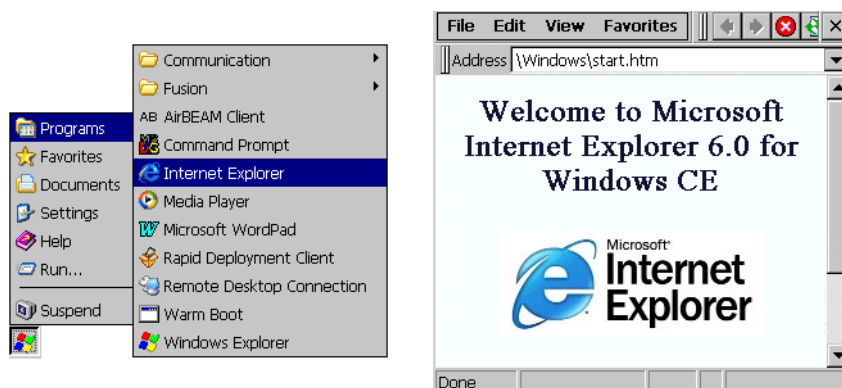 Programs
Favorites
Documents
Settings
Help
Run...
Suspend
Communication
Fusion
AB AirBEAM Client
Command Prompt
Internet Explorer
Media Player
W Microsoft WordPad
Rapid Deployment Client
Remote Desktop Connection
Warm Boot
Windows Explorer
File Edit View Favorites
Address \Windows\start.htm
Welcome to Microsoft
Internet Explorer 6.0 for
Windows CE
Microsoft
Internet
Explorer
Done